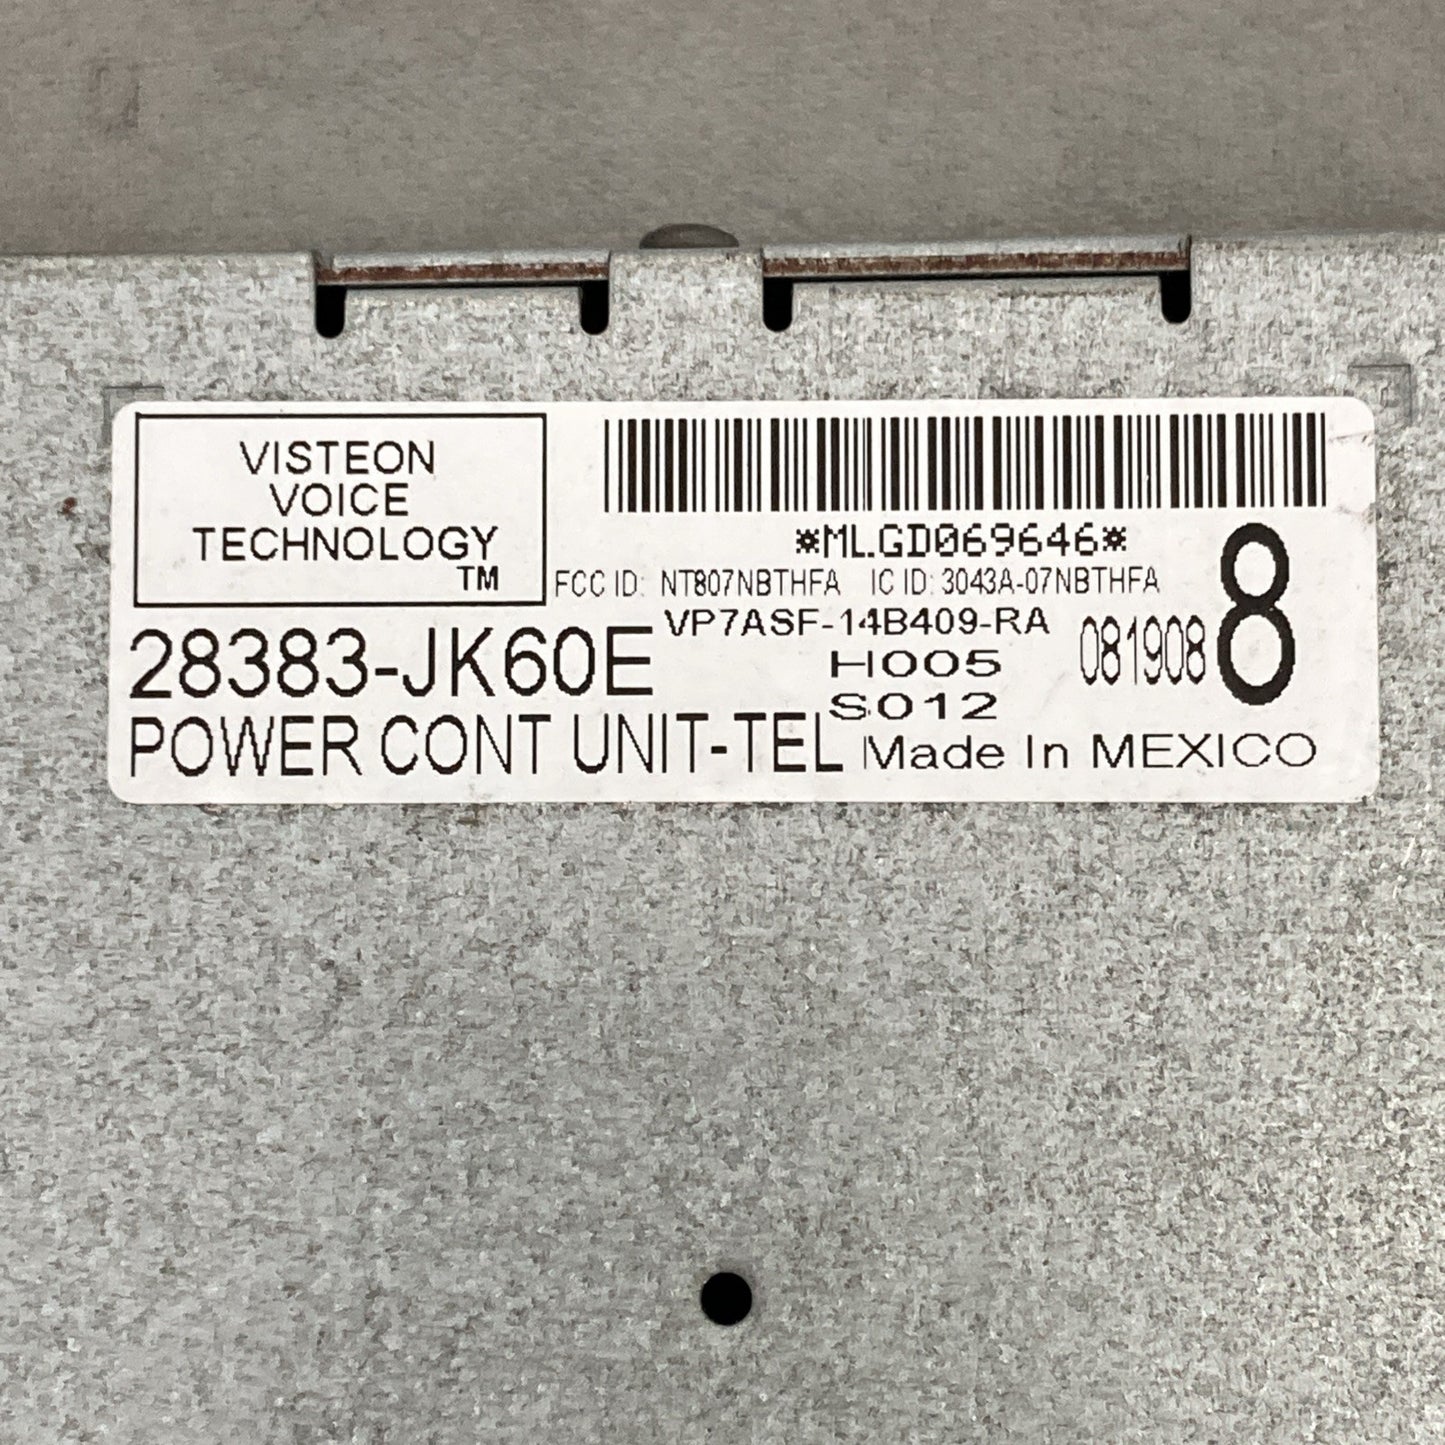 VISTEON
VOICE
TECHNOLOGY
TM
*MLGD069646*
FCC ID: NT807NBTHFA IC ID: 3043A-07NBTHFA
VP7ASF-14B409-RA
28383-JK60E
H005
081908
8
S012
POWER CONT UNIT-TEL
Made In MEXICO